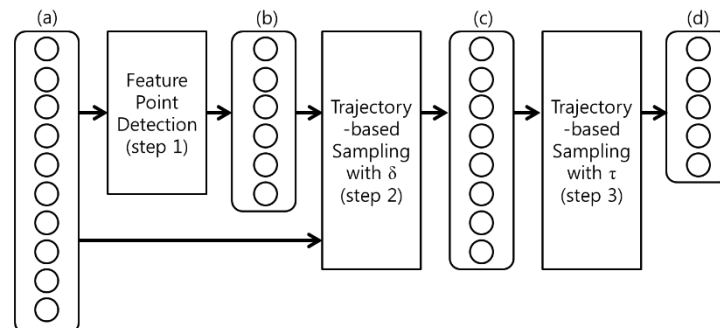 (a)
(b)
(c)
(d)
Feature
Point
Detection
(step 1)
Trajectory
-based
Sampling
with δ
(step 2)
Trajectory
-based
Sampling
with τ
(step 3)